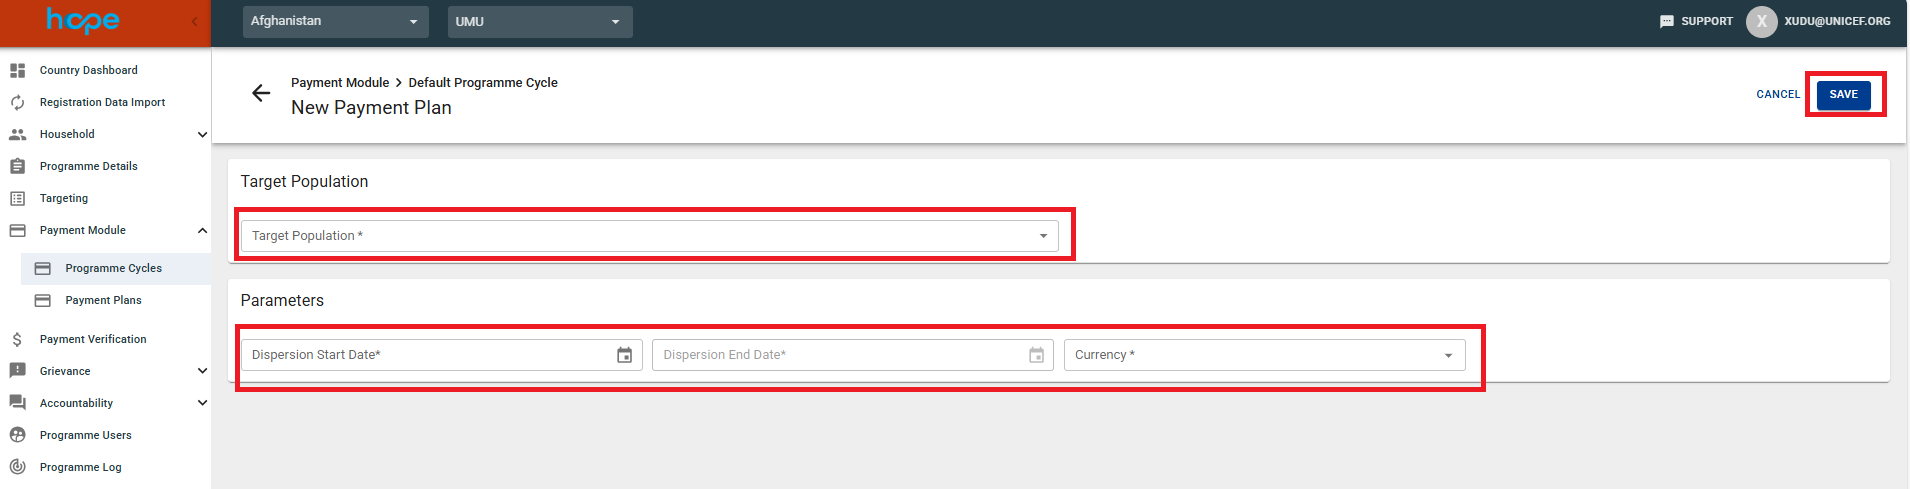 hope
Afghanistan
UMU
SUPPORT
X
XUDU@UNICEF.ORG
Country Dashboard
Registration Data Import
Household
Programme Details
Targeting
Payment Module
Programme Cycles
Payment Plans
Payment Verification
Grievance
Accountability
Programme Users
Programme Log
Payment Module > Default Programme Cycle
New Payment Plan
CANCEL
SAVE
Target Population
Target Population *
Parameters
Dispersion Start Date*
Dispersion End Date*
Currency *